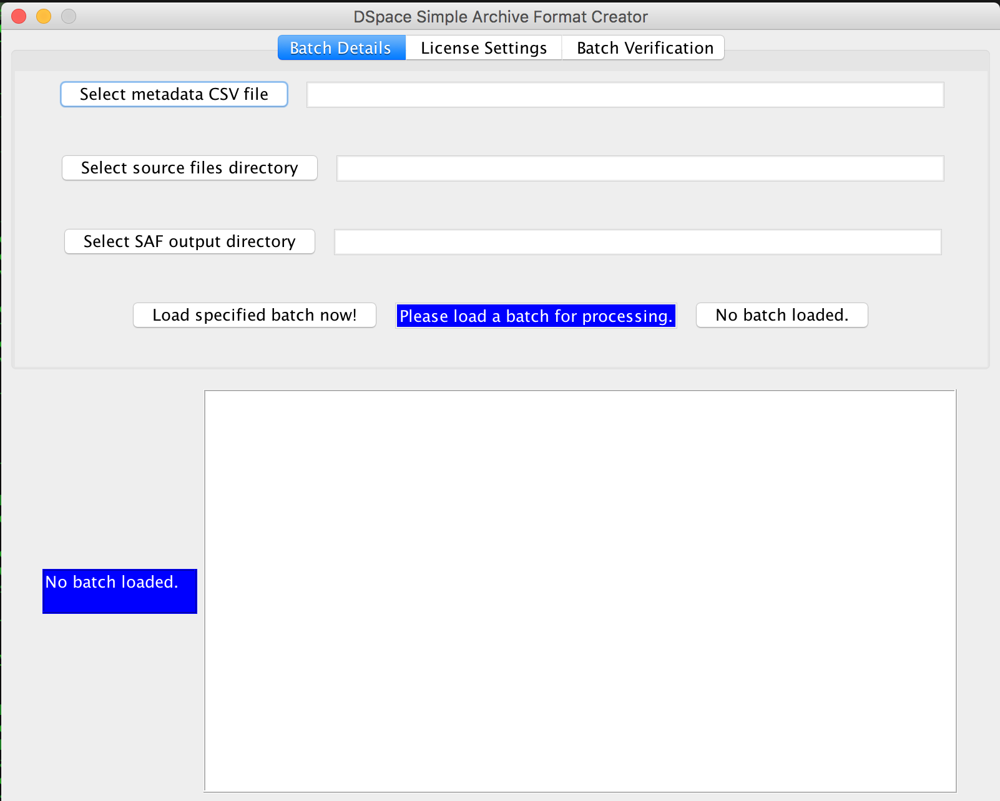 DSpace Simple Archive Format Creator
Batch Details License Settings Batch Verification
Select metadata CSV file
Select source files directory
Select SAF output directory
Load specified batch now! Please load a batch for processing. No batch loaded.
No batch loaded.